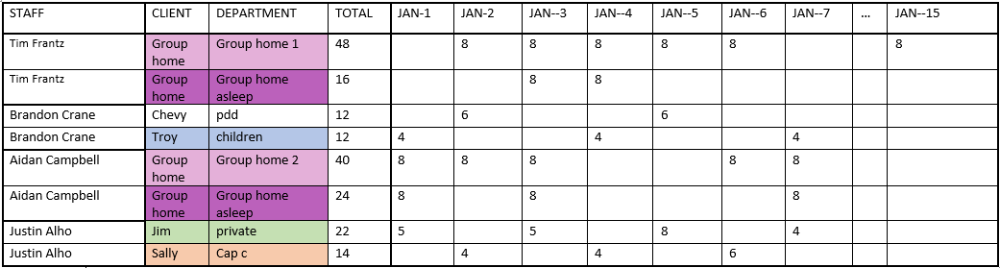 STAFF CLIENT DEPARTMENT TOTAL JAN-1 JAN-2 JAN--3 JAN--4 JAN--5 JAN--6 JAN--7 ... JAN--15
Tim Frantz Group home Group home 1 48 8 8 8 8 8 8
Tim Frantz Group home Group home asleep 16 8 8
Brandon Crane Chevy pdd 12 6 6
Brandon Crane Troy children 12 4 4 4
Aidan Campbell Group home Group home 2 40 8 8 8 8 8
Aidan Campbell Group home Group home asleep 24 8 8 8
Justin Alho Jim private 22 5 5 8 4
Justin Alho Sally Cap c 14 4 4 6